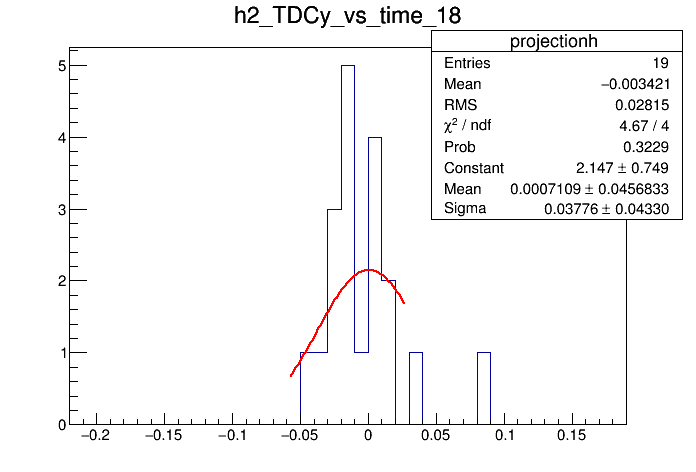 h2_TDCy_vs_time_18
projectionh
Entries 19
Mean −0.003421
RMS 0.02815
χ² / ndf 4.67 / 4
Prob 0.3229
Constant 2.147 ± 0.749
Mean 0.0007109 ± 0.0456833
Sigma 0.03776 ± 0.04330
5
4
3
2
1
0
−0.2 −0.15 −0.1 −0.05 0 0.05 0.1 0.15